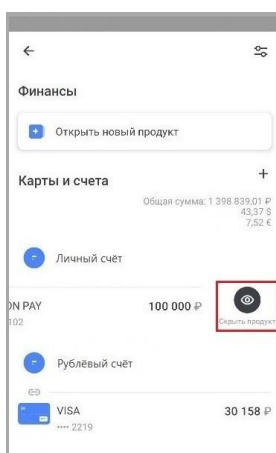 Финансы
Открыть новый продукт
Карты и счета +
Общая сумма: 1 398 839,01 ₽
43,37 $
7,52 €
Личный счёт
ON PAY 100 000 ₽
102 Скрыть продукт
Рублёвый счёт
VISA 30 158 ₽
•••• 2219